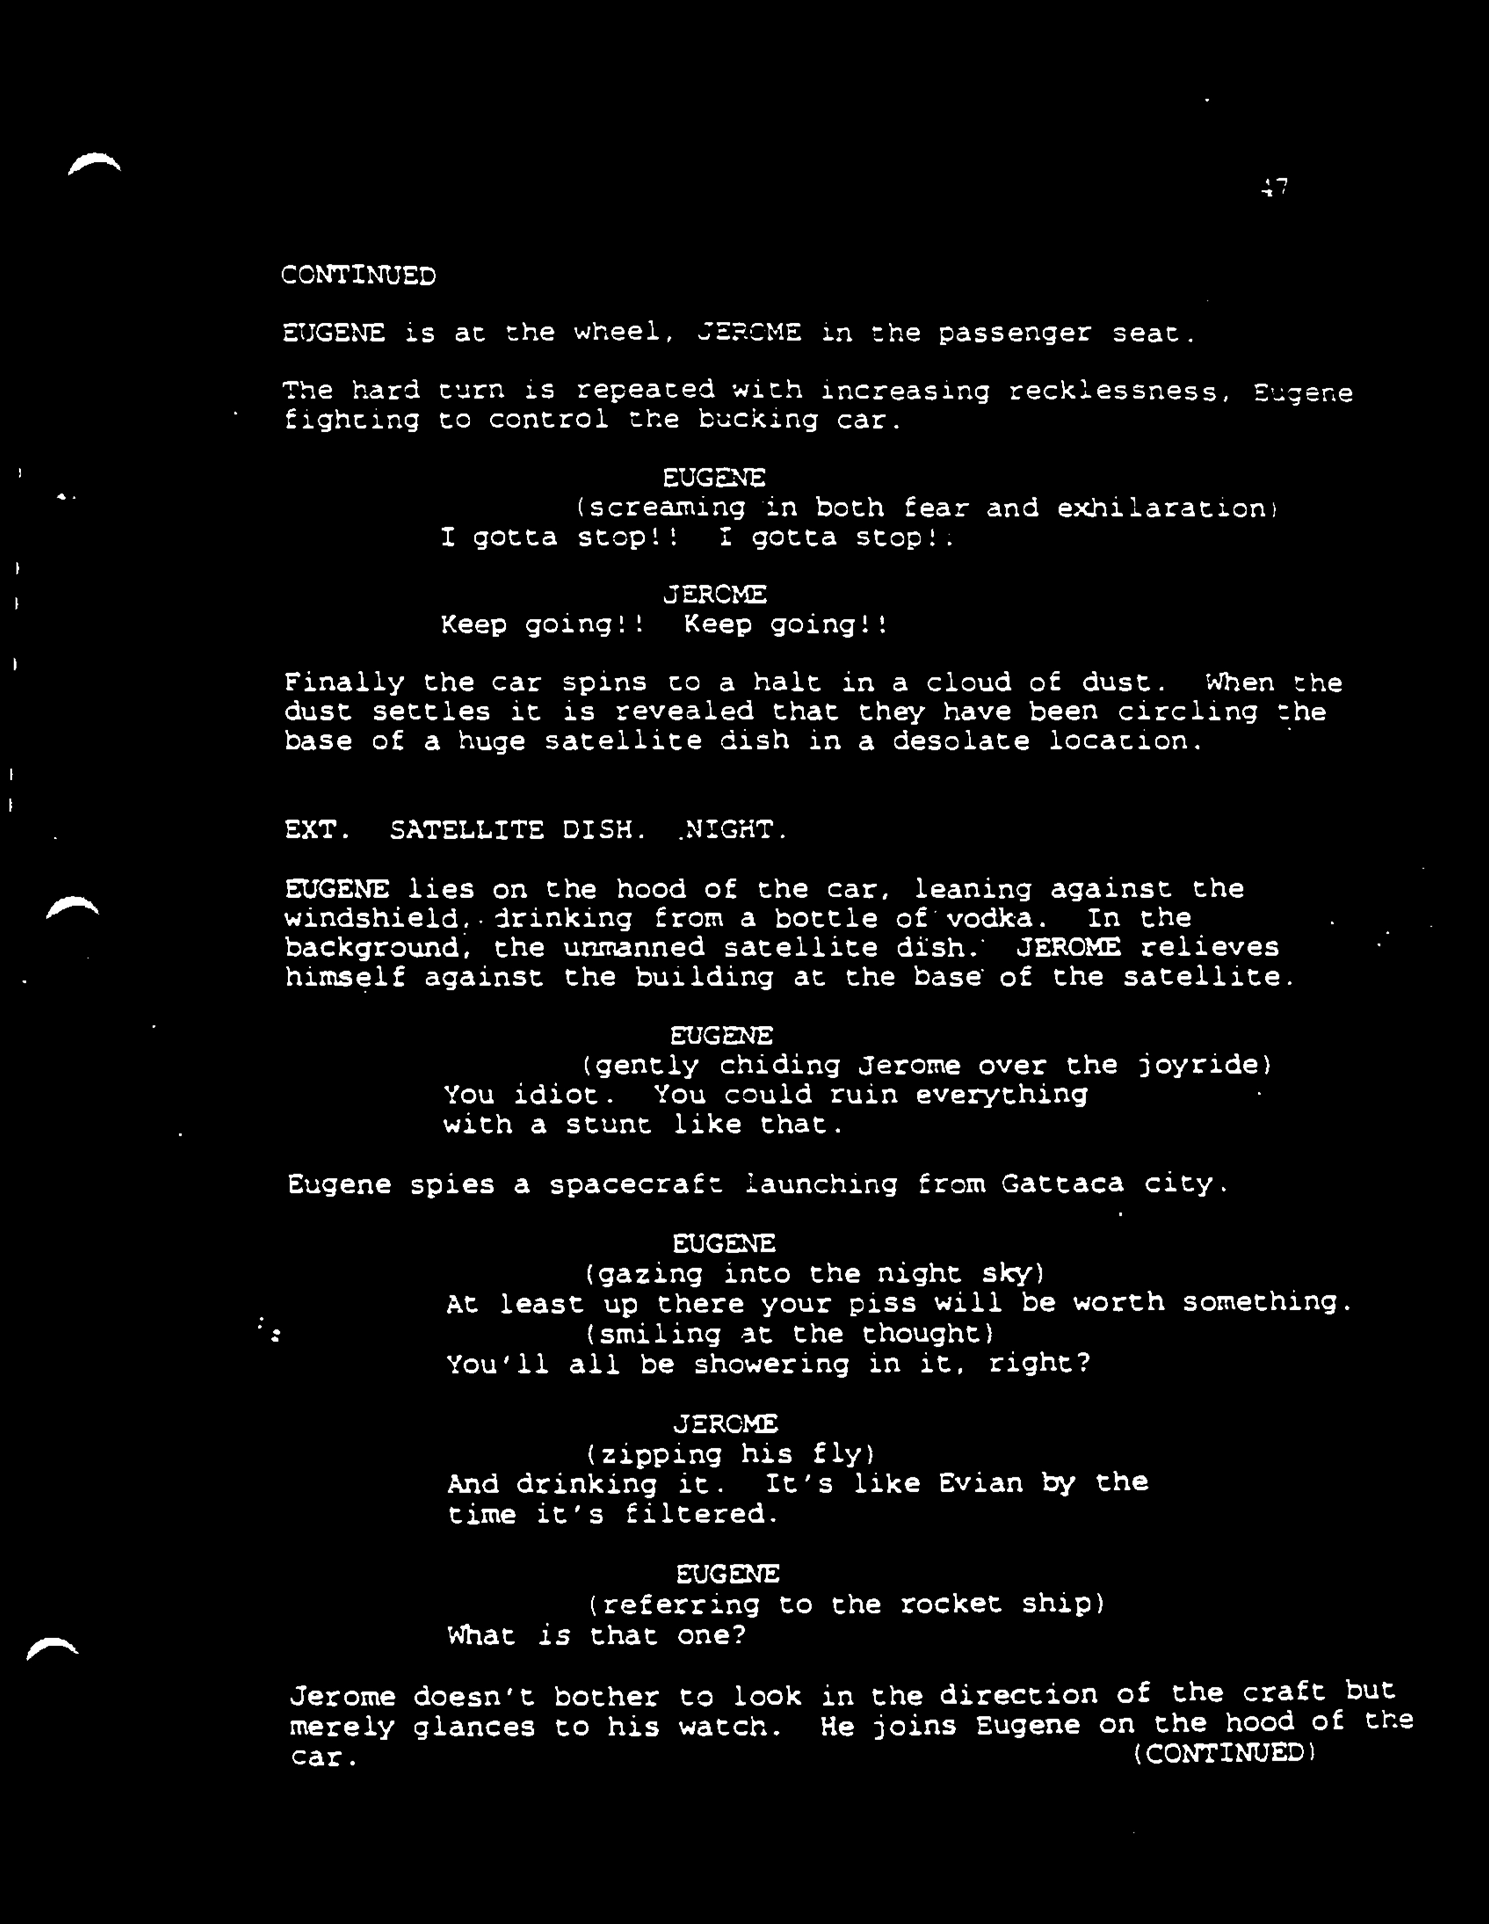 47
CONTINUED
EUGENE is at the wheel, JEROME in the passenger seat.
The hard turn is repeated with increasing recklessness, Eugene
fighting to control the bucking car.
EUGENE
(screaming in both fear and exhilaration)
I gotta stop!!  I gotta stop!!
JEROME
Keep going!!  Keep going!!
Finally the car spins to a halt in a cloud of dust.  When the
dust settles it is revealed that they have been circling the
base of a huge satellite dish in a desolate location.
EXT.  SATELLITE DISH.  NIGHT.
EUGENE lies on the hood of the car, leaning against the
windshield, drinking from a bottle of vodka.  In the
background, the unmanned satellite dish.  JEROME relieves
himself against the building at the base of the satellite.
EUGENE
(gently chiding Jerome over the joyride)
You idiot.  You could ruin everything
with a stunt like that.
Eugene spies a spacecraft launching from Gattaca city.
EUGENE
(gazing into the night sky)
At least up there your piss will be worth something.
(smiling at the thought)
You'll all be showering in it, right?
JEROME
(zipping his fly)
And drinking it.  It's like Evian by the
time it's filtered.
EUGENE
(referring to the rocket ship)
What is that one?
Jerome doesn't bother to look in the direction of the craft but
merely glances to his watch.  He joins Eugene on the hood of the
car.  (CONTINUED)